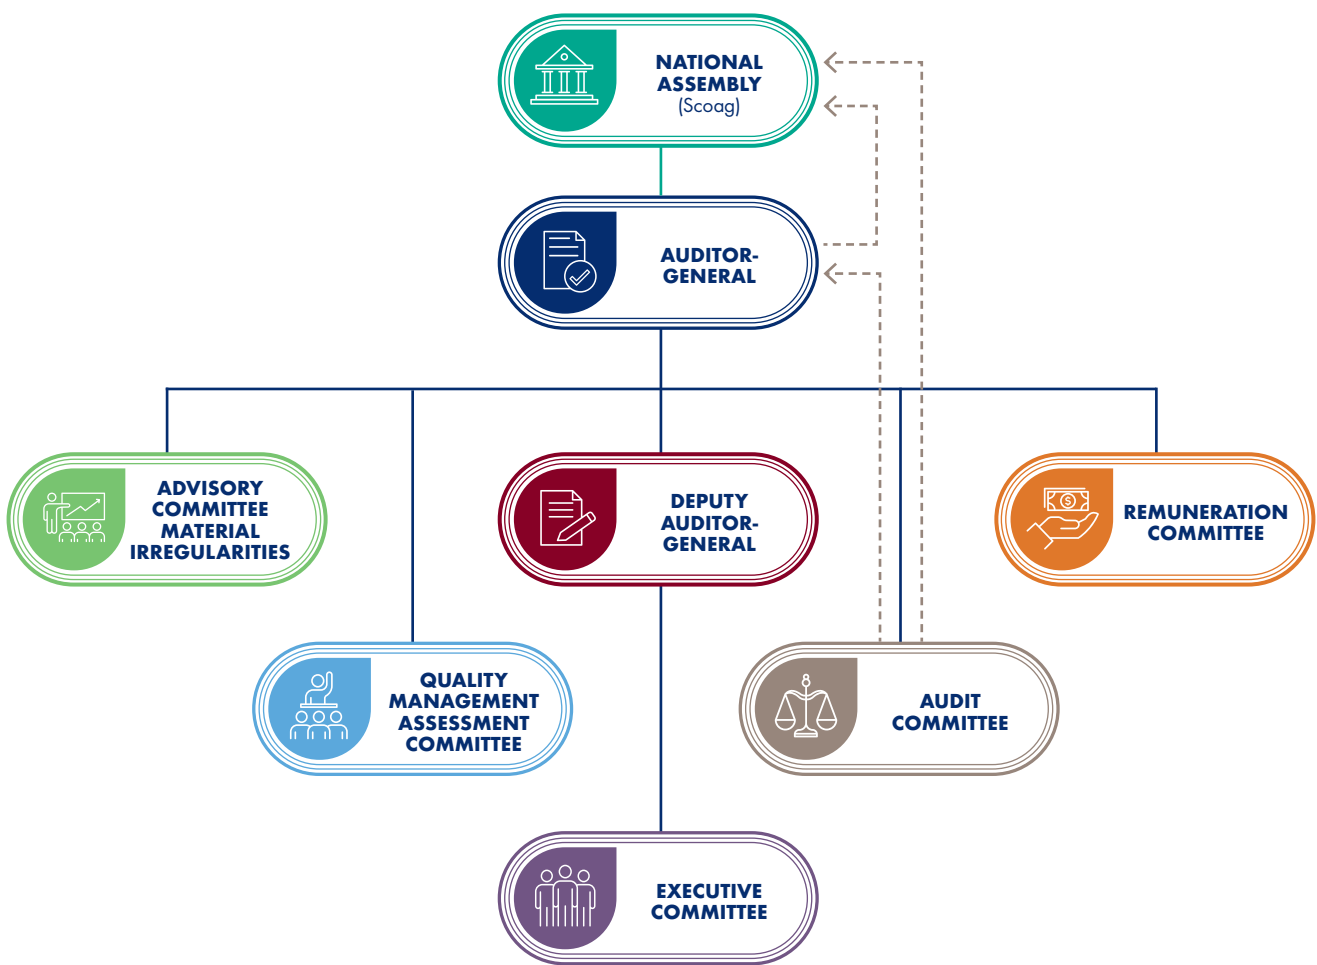 NATIONAL
ASSEMBLY
(Scoag)
AUDITOR-
GENERAL
ADVISORY
COMMITTEE
MATERIAL
IRREGULARITIES
DEPUTY
AUDITOR-
GENERAL
REMUNERATION
COMMITTEE
QUALITY
MANAGEMENT
ASSESSMENT
COMMITTEE
AUDIT
COMMITTEE
EXECUTIVE
COMMITTEE